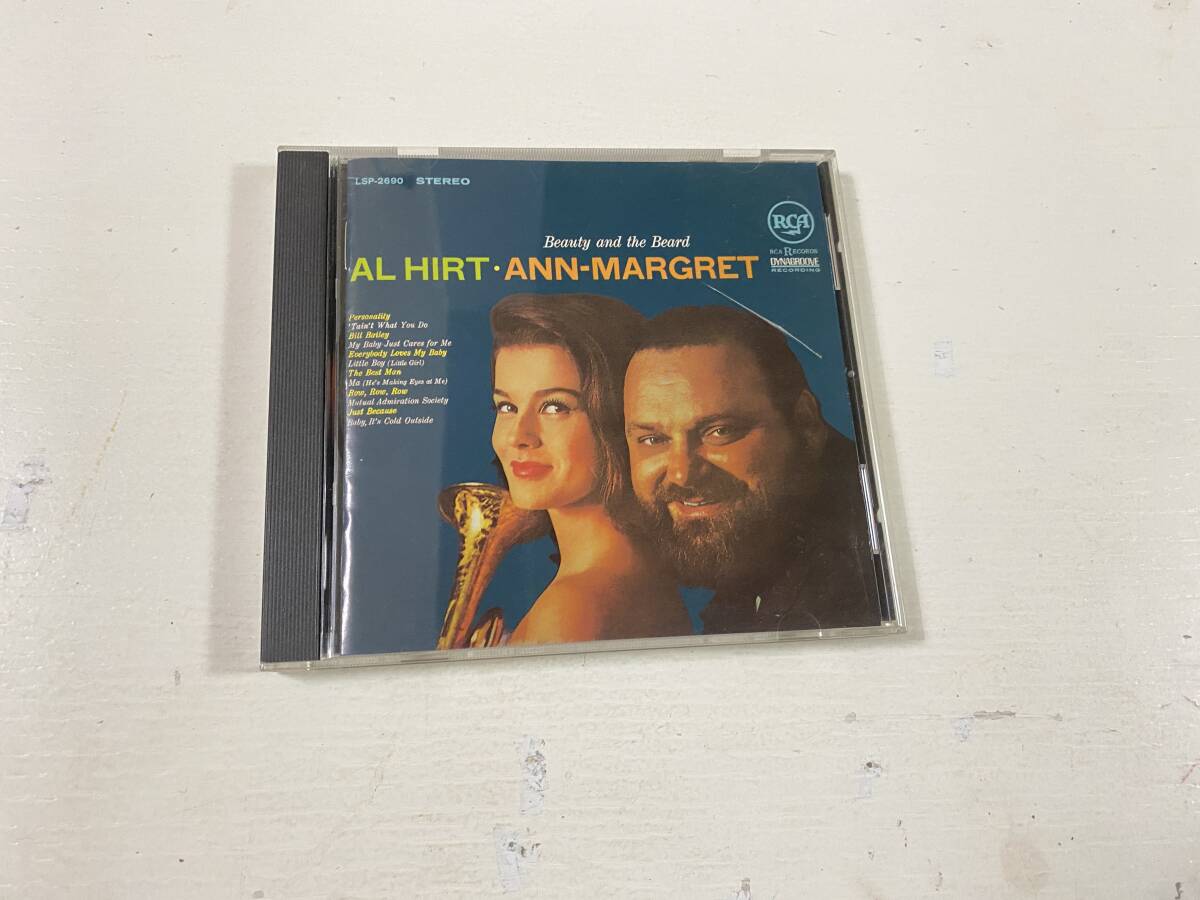 LSP-2690 STEREO
RCA
RCA RECORDS
DYNAGROOVE
RECORDING
Beauty and the Beard
AL HIRT · ANN-MARGRET
Personality
'Tain't What You Do
Bill Bailey
My Baby Just Cares for Me
Everybody Loves My Baby
Little Boy (Little Girl)
The Best Man
Ma (He's Making Eyes at Me)
Row, Row, Row
Mutual Admiration Society
Just Because
Baby, It's Cold Outside